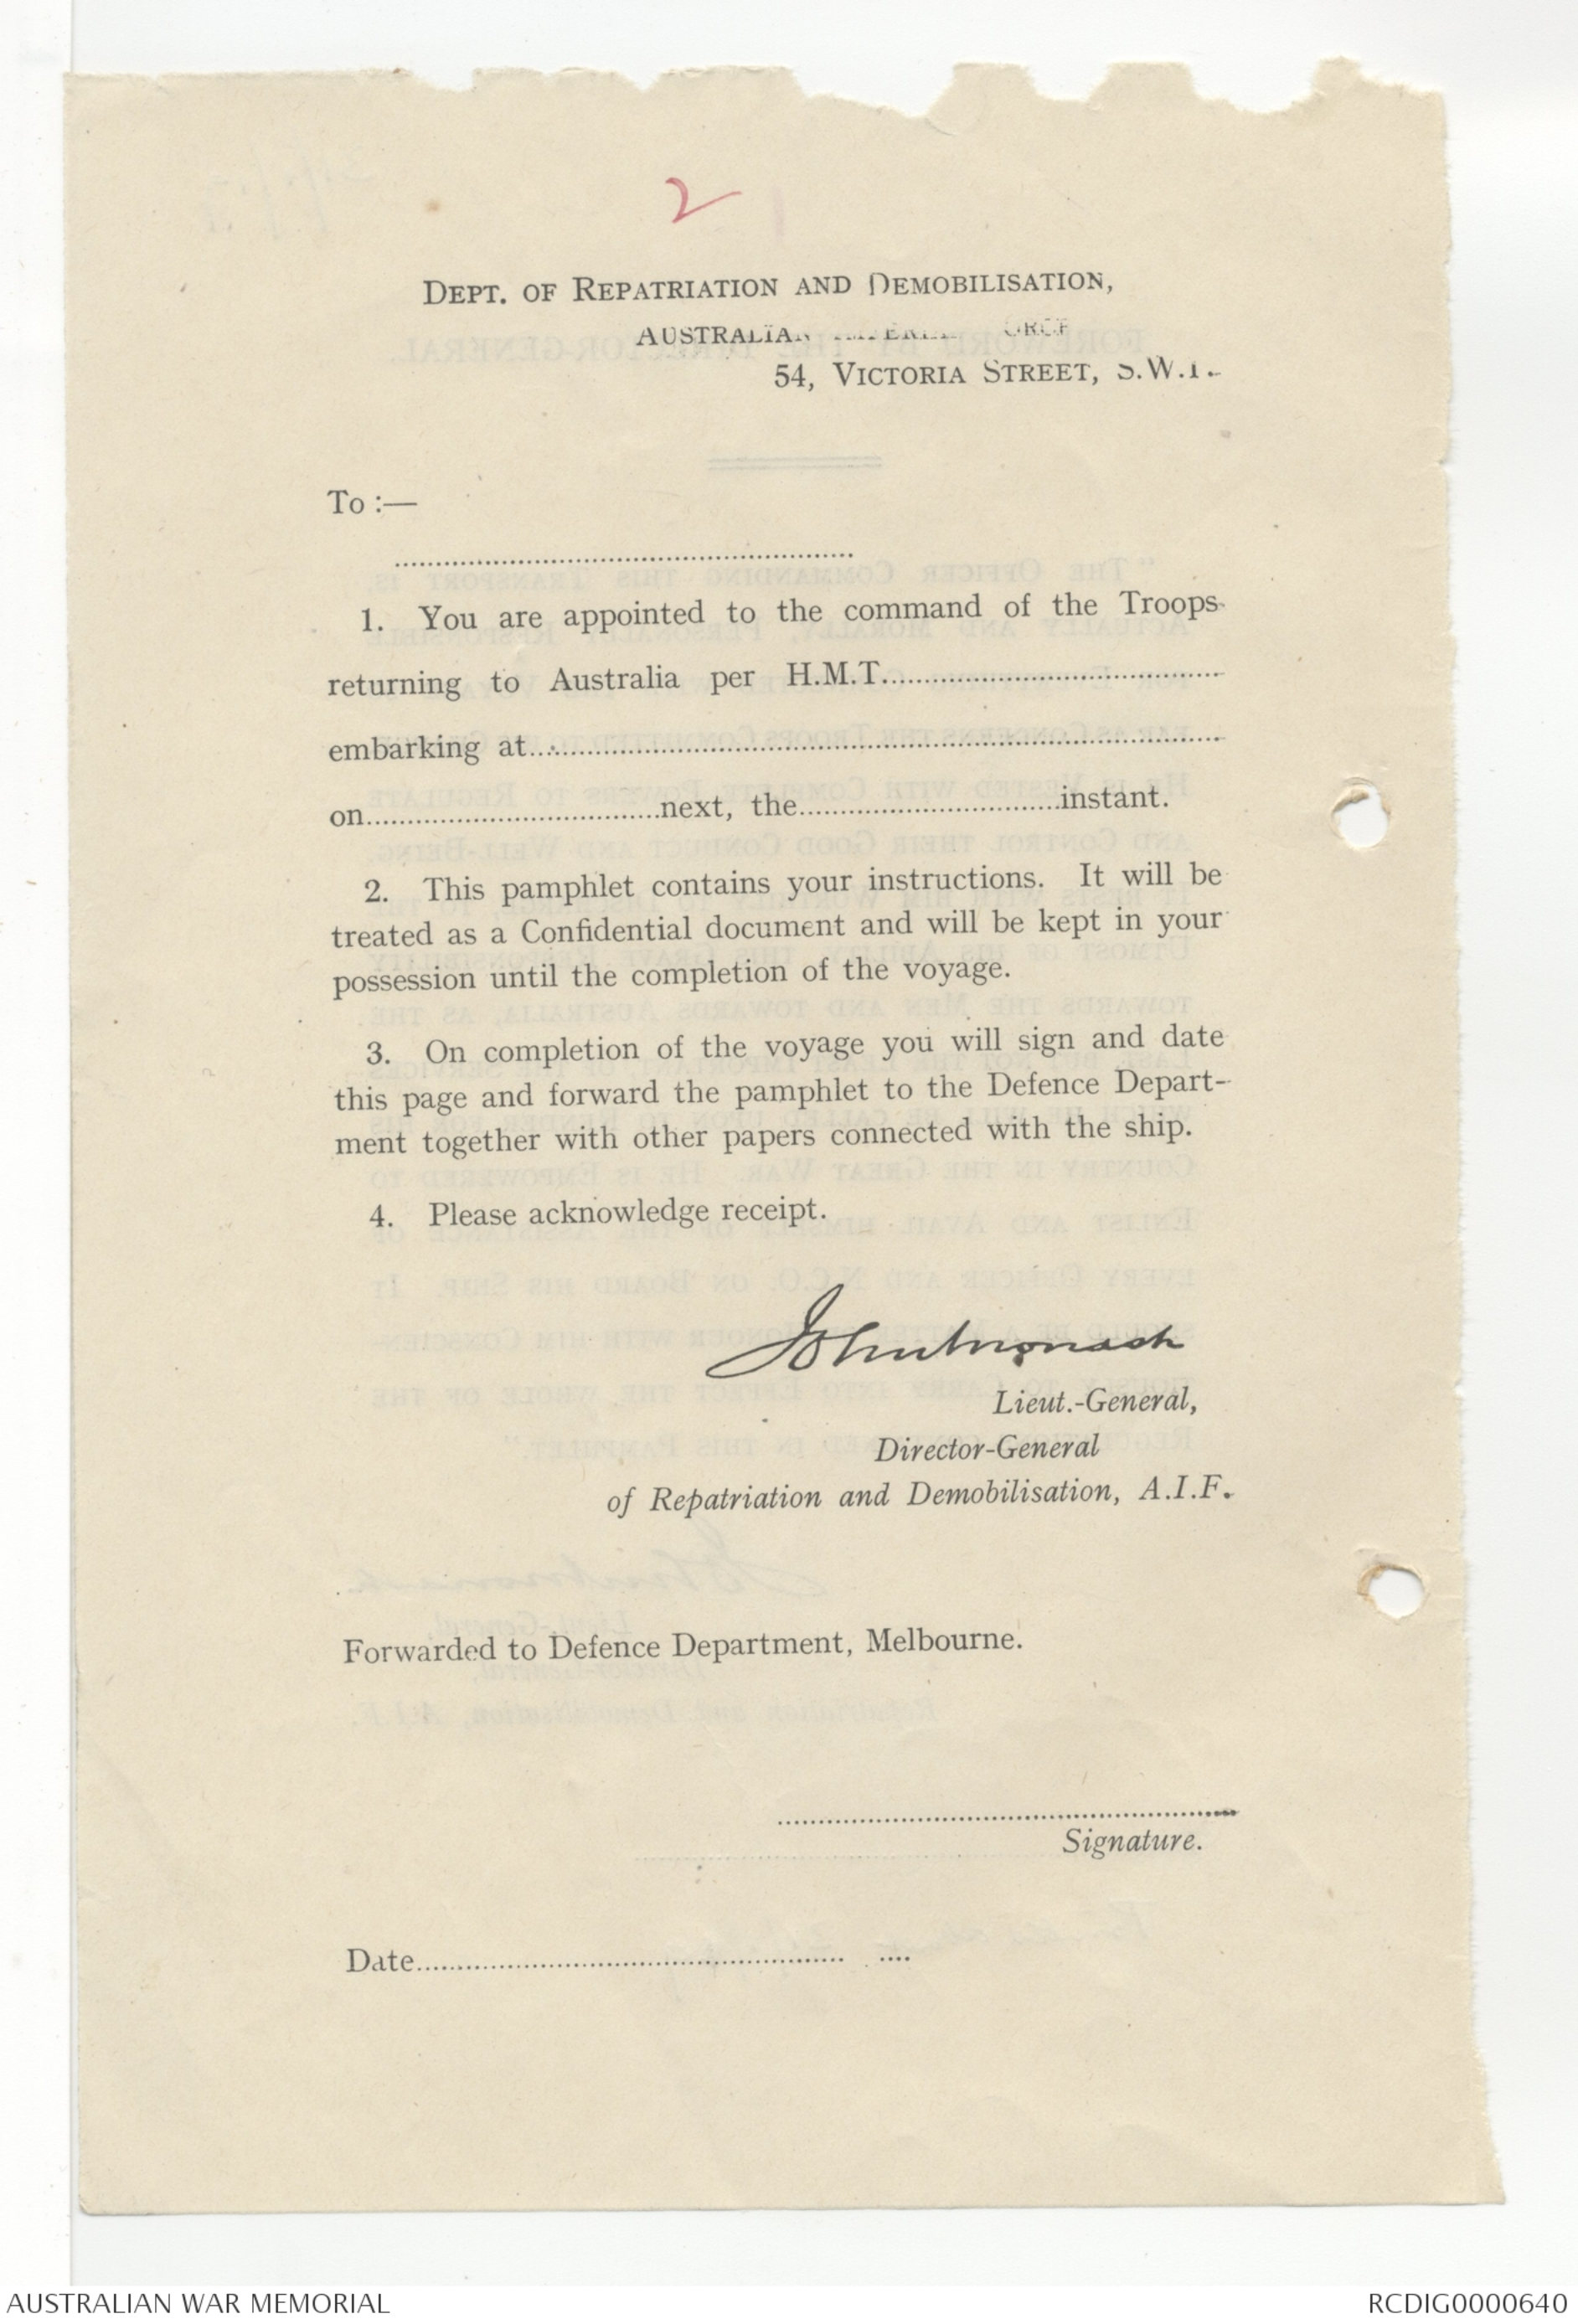 2
DEPT. OF REPATRIATION AND DEMOBILISATION,
AUSTRALIAN IMPERIAL FORCE
54, VICTORIA STREET, S.W.1.
To :—
1. You are appointed to the command of the Troops
returning to Australia per H.M.T.
embarking at
on next, the instant.
2. This pamphlet contains your instructions. It will be
treated as a Confidential document and will be kept in your
possession until the completion of the voyage.
3. On completion of the voyage you will sign and date
this page and forward the pamphlet to the Defence Depart-
ment together with other papers connected with the ship.
4. Please acknowledge receipt.
John Monash
Lieut.-General,
Director-General
of Repatriation and Demobilisation, A.I.F.
Forwarded to Defence Department, Melbourne.
Signature.
Date
AUSTRALIAN WAR MEMORIAL
RCDIG0000640